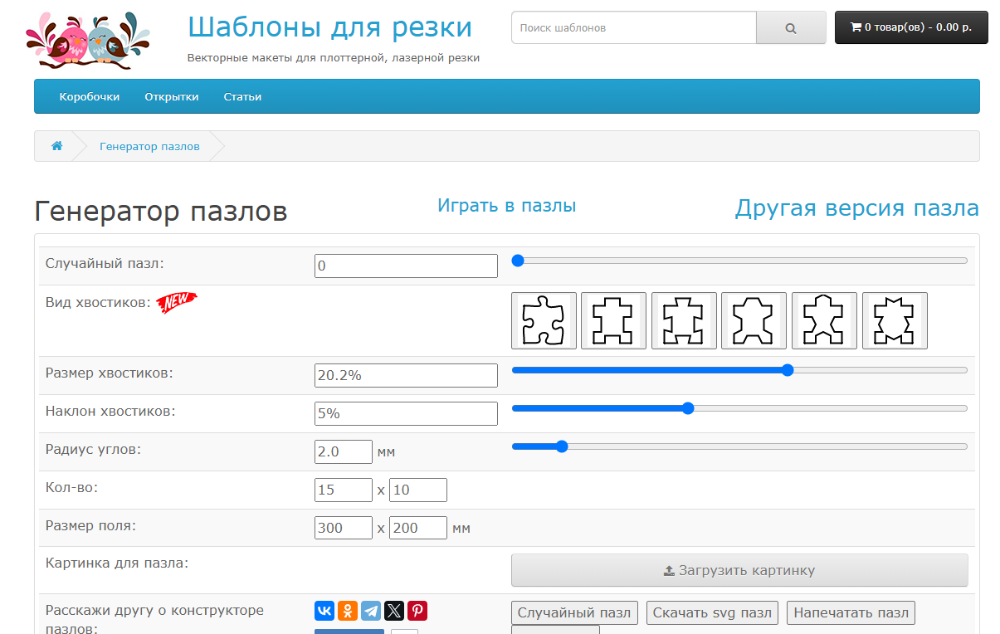 Шаблоны для резки
Векторные макеты для плоттерной, лазерной резки
Поиск шаблонов
0 товар(ов) - 0.00 р.
Коробочки Открытки Статьи
Генератор пазлов
Генератор пазлов Играть в пазлы Другая версия пазла
Случайный пазл: 0
Вид хвостиков: NEW
Размер хвостиков: 20.2%
Наклон хвостиков: 5%
Радиус углов: 2.0 мм
Кол-во: 15 x 10
Размер поля: 300 x 200 мм
Картинка для пазла: Загрузить картинку
Расскажи другу о конструкторе
пазлов:
Случайный пазл Скачать svg пазл Напечатать пазл